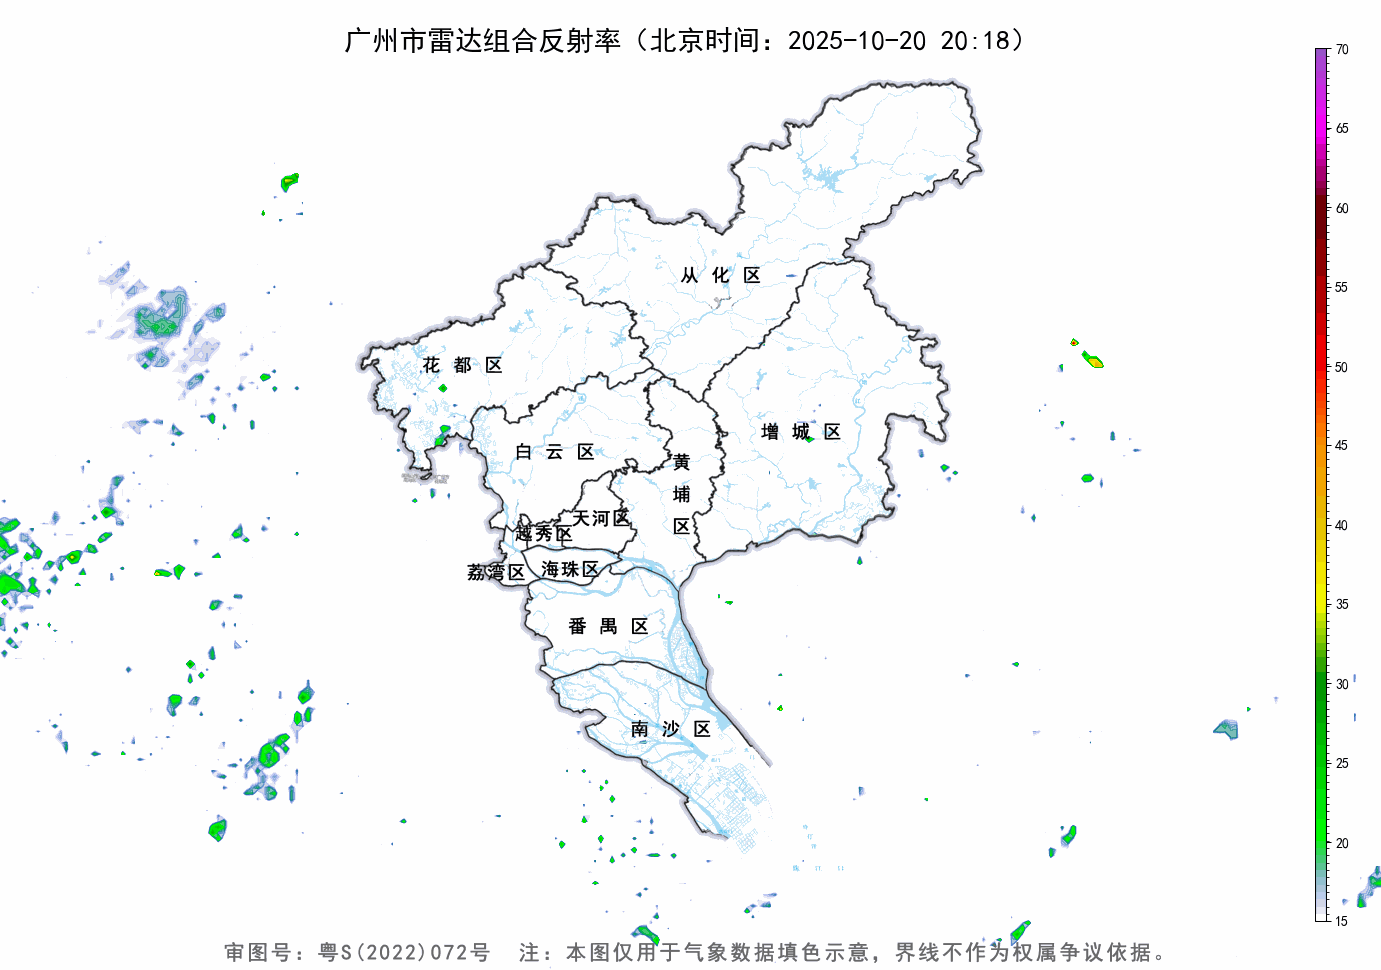 广州市雷达组合反射率（北京时间：2025-10-20 20:18）
70
65
60
55
50
45
40
35
30
25
20
15
从化区
花都区
增城区
白云区
黄埔区
天河区
越秀区
荔湾区
海珠区
番禺区
南沙区
审图号：粤S(2022)072号 注：本图仅用于气象数据填色示意，界线不作为权属争议依据。